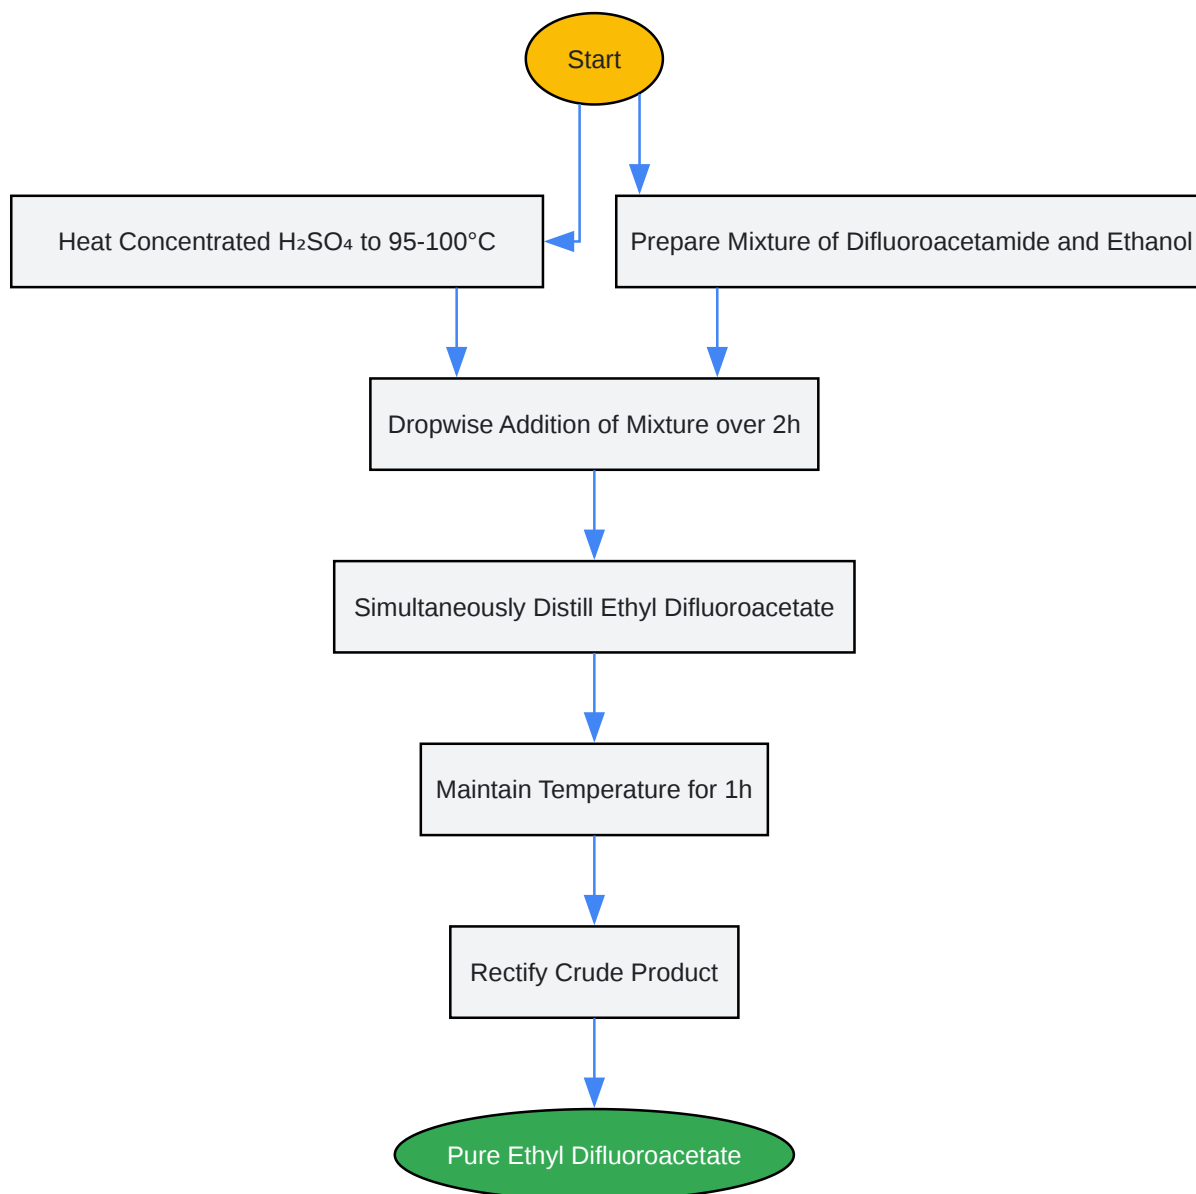 Start
Heat Concentrated H₂SO₄ to 95-100°C
Prepare Mixture of Difluoroacetamide and Ethanol
Dropwise Addition of Mixture over 2h
Simultaneously Distill Ethyl Difluoroacetate
Maintain Temperature for 1h
Rectify Crude Product
Pure Ethyl Difluoroacetate